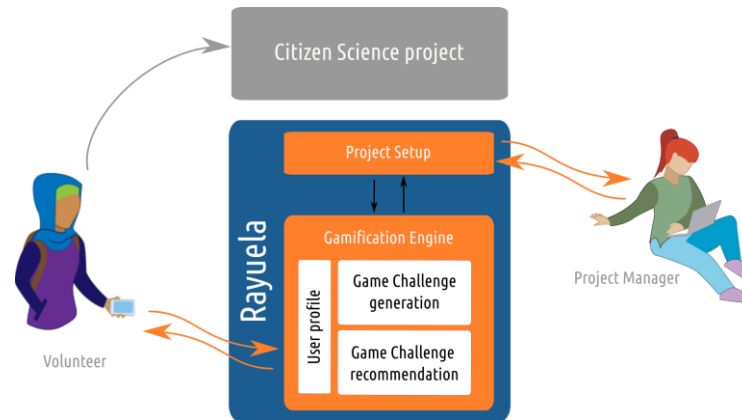 Citizen Science project
Project Setup
Rayuela
Gamification Engine
User profile
Game Challenge
generation
Game Challenge
recommendation
Volunteer
Project Manager